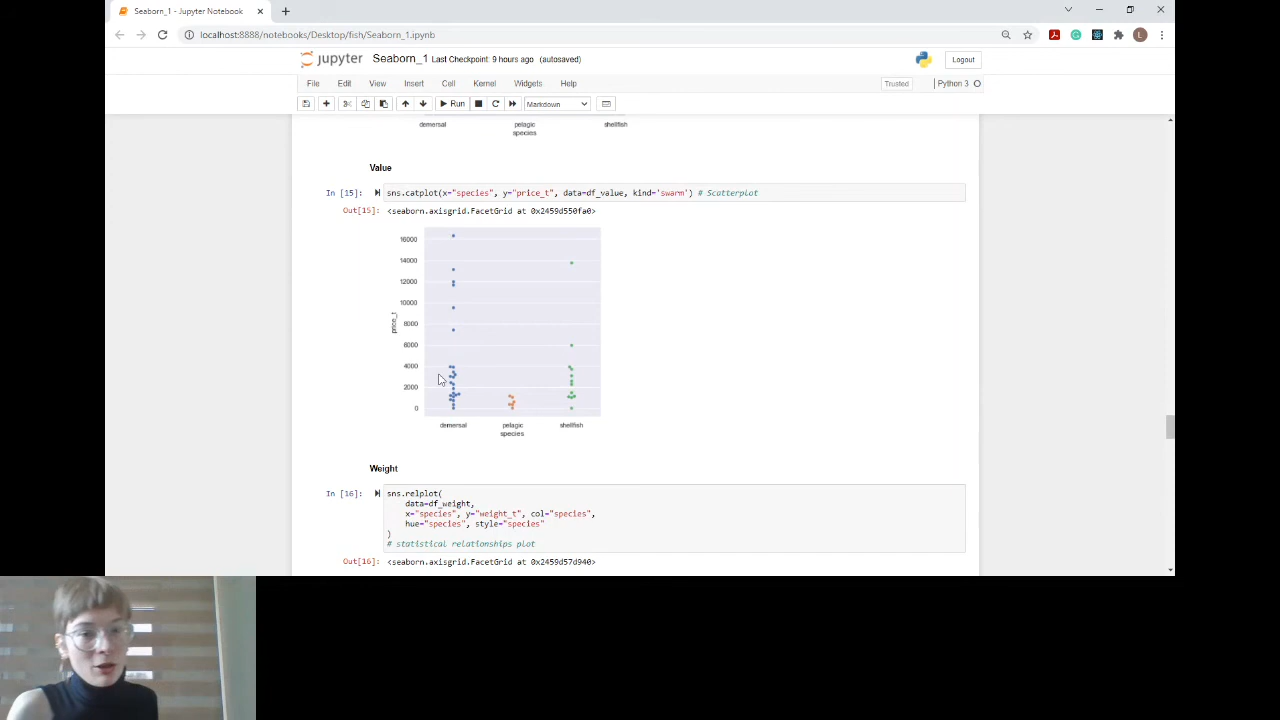 Seaborn_1 - Jupyter Notebook
localhost:8888/notebooks/Desktop/fish/Seaborn_1.ipynb
L
jupyter Seaborn_1 Last Checkpoint: 9 hours ago (autosaved)
Logout
File Edit View Insert Cell Kernel Widgets Help
Trusted Python 3
Run Markdown
demersal pelagic shellfish
species
Value
In [15]: sns.catplot(x="species", y="price_t", data=df_value, kind='swarm') # Scatterplot
Out[15]: <seaborn.axisgrid.FacetGrid at 0x2459d550fa0>
16000
14000
12000
10000
8000
6000
4000
2000
0
price_t
demersal pelagic shellfish
species
Weight
In [16]: sns.relplot(
data=df_weight,
x="species", y="weight_t", col="species",
hue="species", style="species"
)
# statistical relationships plot
Out[16]: <seaborn.axisgrid.FacetGrid at 0x2459d57d940>